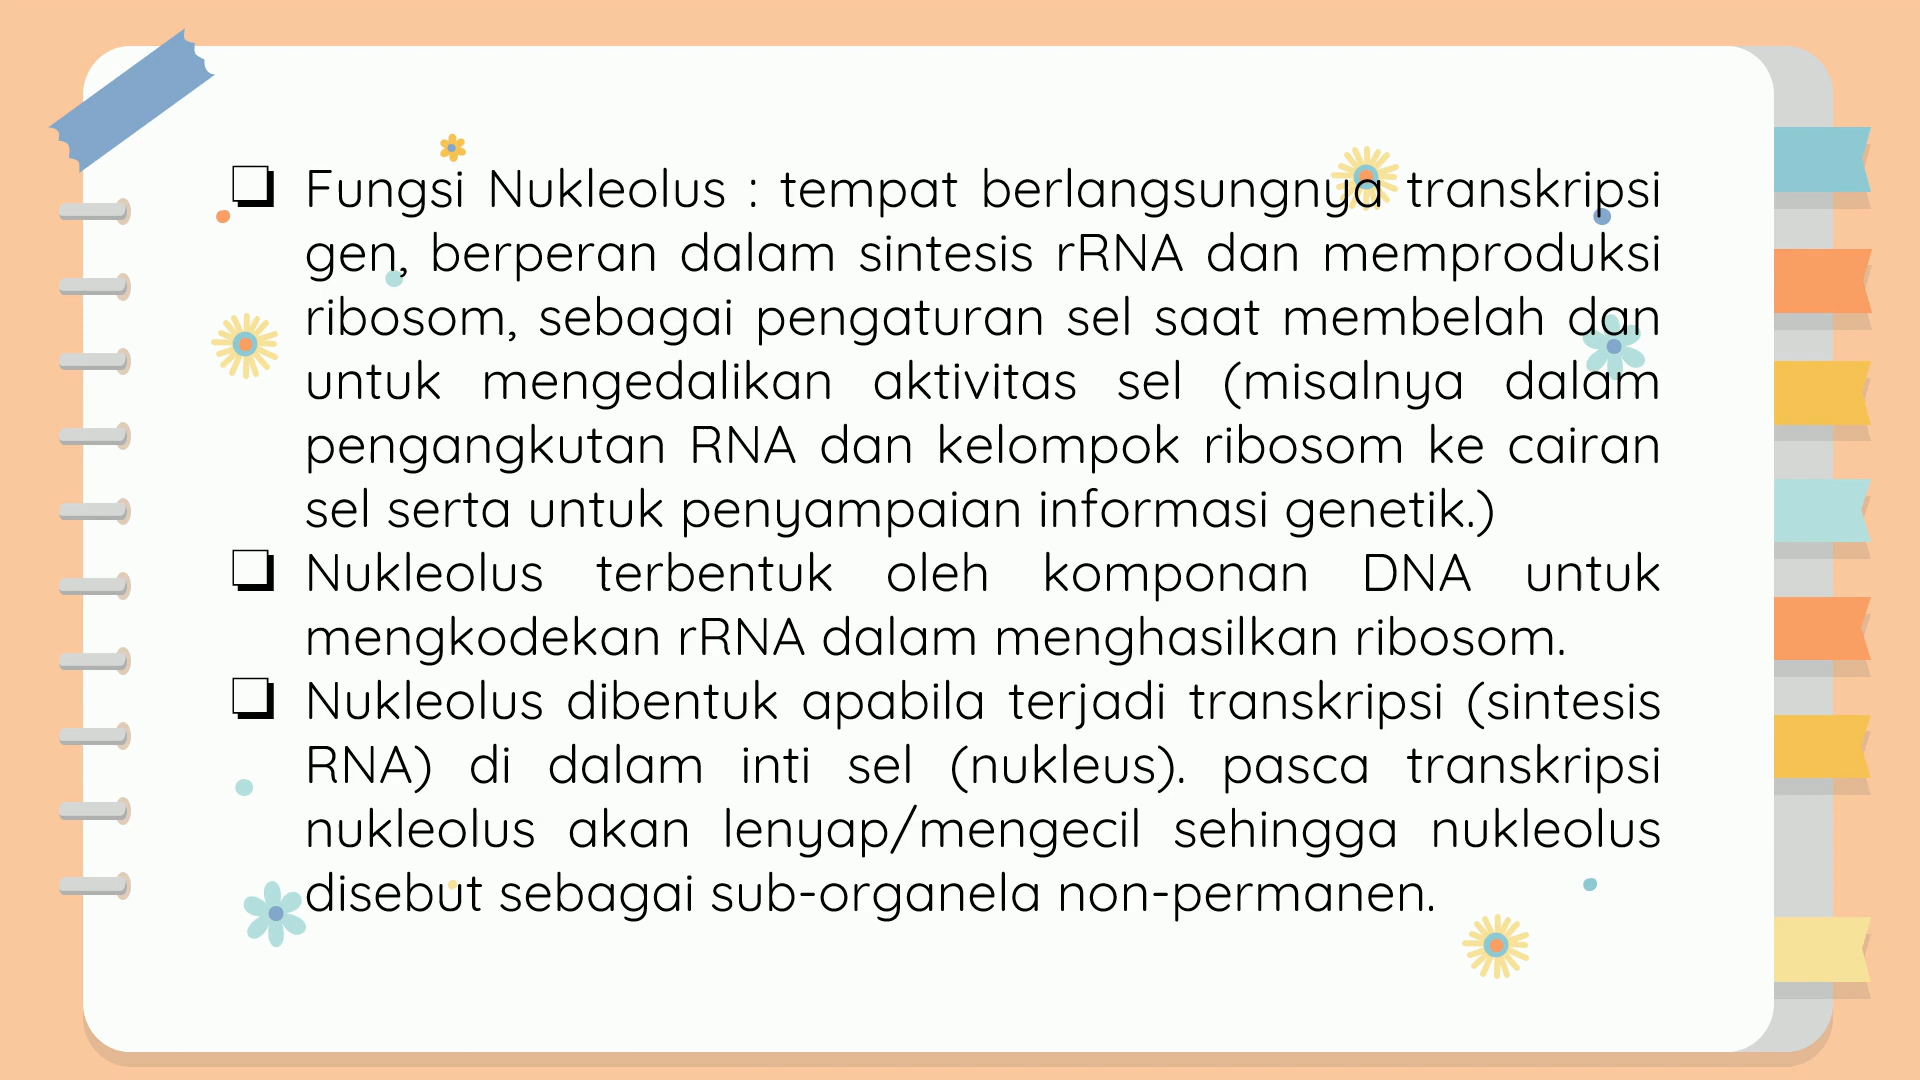 ❏ Fungsi Nukleolus : tempat berlangsungnya transkripsi
gen, berperan dalam sintesis rRNA dan memproduksi
ribosom, sebagai pengaturan sel saat membelah dan
untuk mengedalikan aktivitas sel (misalnya dalam
pengangkutan RNA dan kelompok ribosom ke cairan
sel serta untuk penyampaian informasi genetik.)
❏ Nukleolus terbentuk oleh komponan DNA untuk
mengkodekan rRNA dalam menghasilkan ribosom.
❏ Nukleolus dibentuk apabila terjadi transkripsi (sintesis
RNA) di dalam inti sel (nukleus). pasca transkripsi
nukleolus akan lenyap/mengecil sehingga nukleolus
disebut sebagai sub-organela non-permanen.